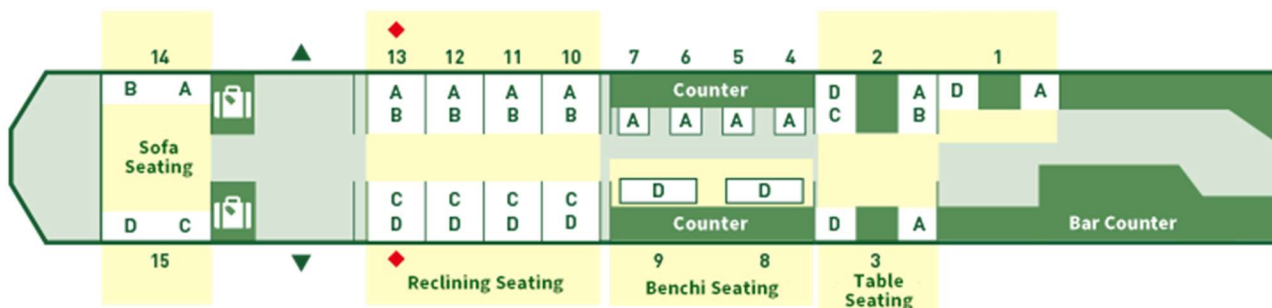 14 13 12 11 10 7 6 5 4 2 1
B A A A A A Counter D A D A
B B B B A A A A C B
Sofa
Seating
C C C C D D
D C D D D D Counter D A Bar Counter
15 9 8 3
Reclining Seating Benchi Seating Table
Seating